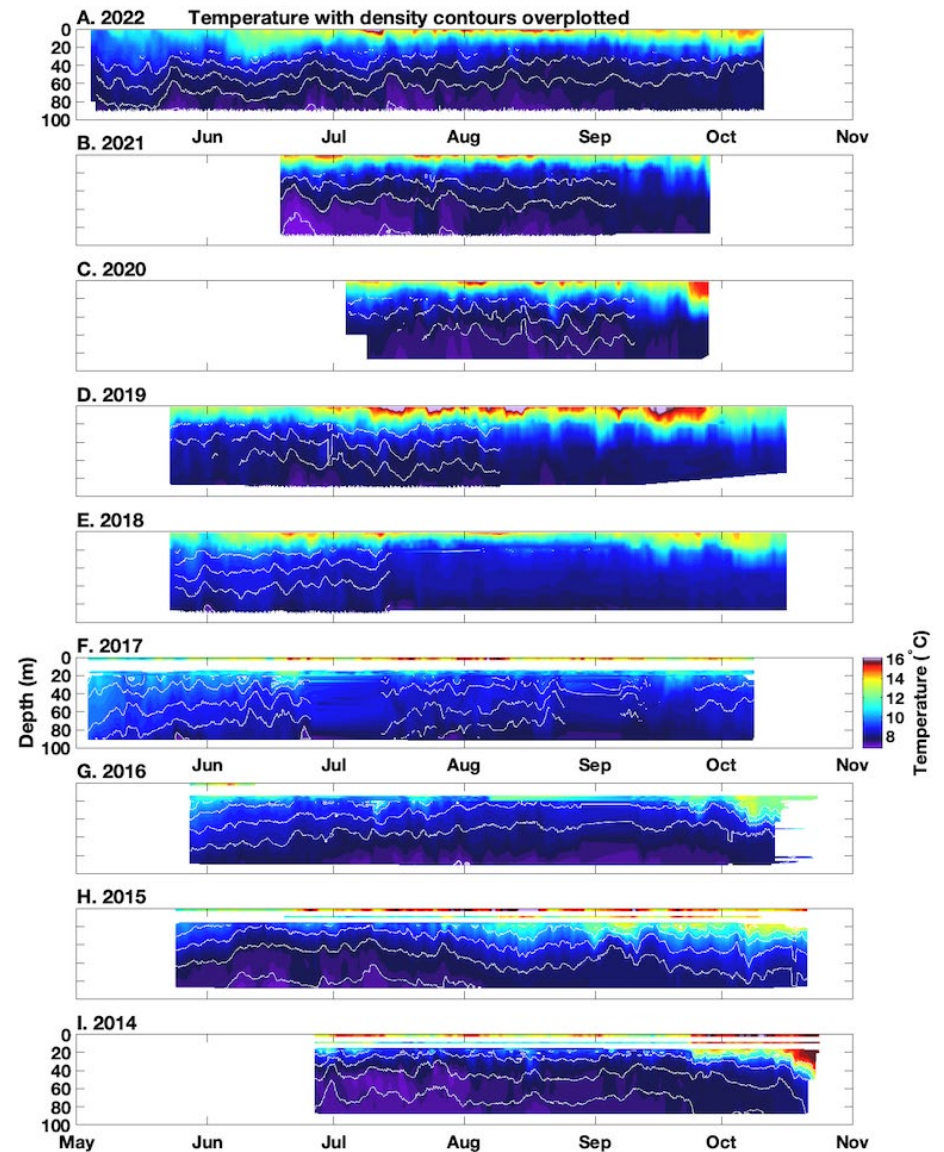 A. 2022 Temperature with density contours overplotted
0
20
40
60
80
100
Jun Jul Aug Sep Oct Nov
B. 2021
C. 2020
D. 2019
E. 2018
F. 2017
0
20
40
60
80
100
Depth (m)
16
14
12
10
8
Temperature (°C)
Jun Jul Aug Sep Oct Nov
G. 2016
H. 2015
I. 2014
0
20
40
60
80
100
May Jun Jul Aug Sep Oct Nov